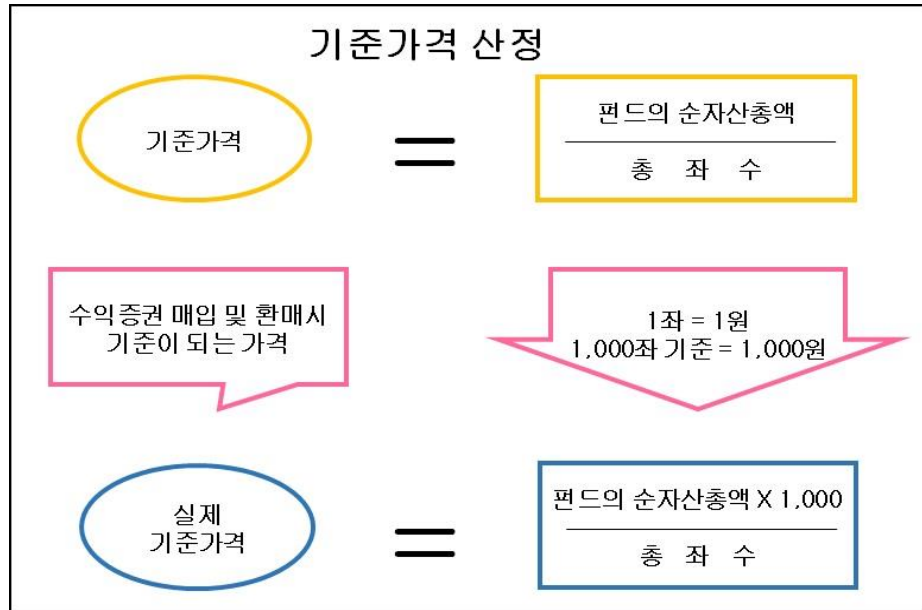 기준가격 산정
기준가격
=
펀드의 순자산총액
총 좌 수
수익증권 매입 및 환매시
기준이 되는 가격
1좌 = 1원
1,000좌 기준 = 1,000원
실제
기준가격
=
펀드의 순자산총액 X 1,000
총 좌 수